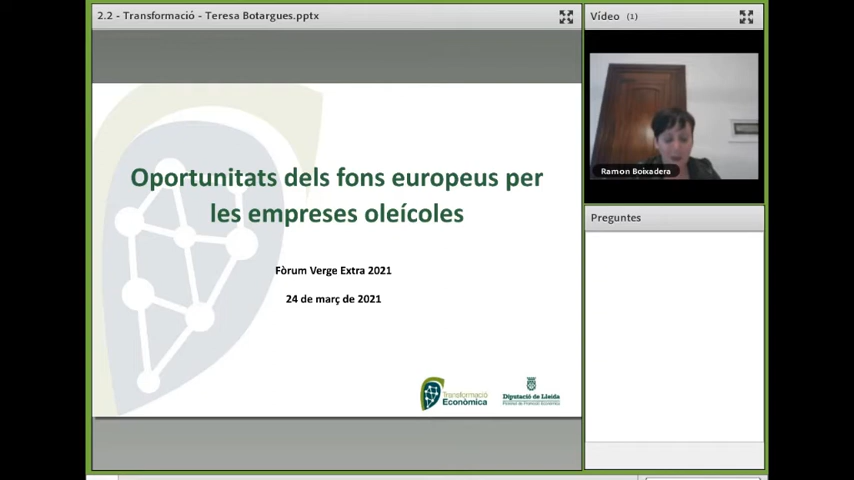 2.2 - Transformació - Teresa Botargues.pptx
Vídeo (1)
Ramon Boixadera
Preguntes
Oportunitats dels fons europeus per
les empreses oleícoles
Fòrum Verge Extra 2021
24 de març de 2021
Transformació
Econòmica
Diputació de Lleida